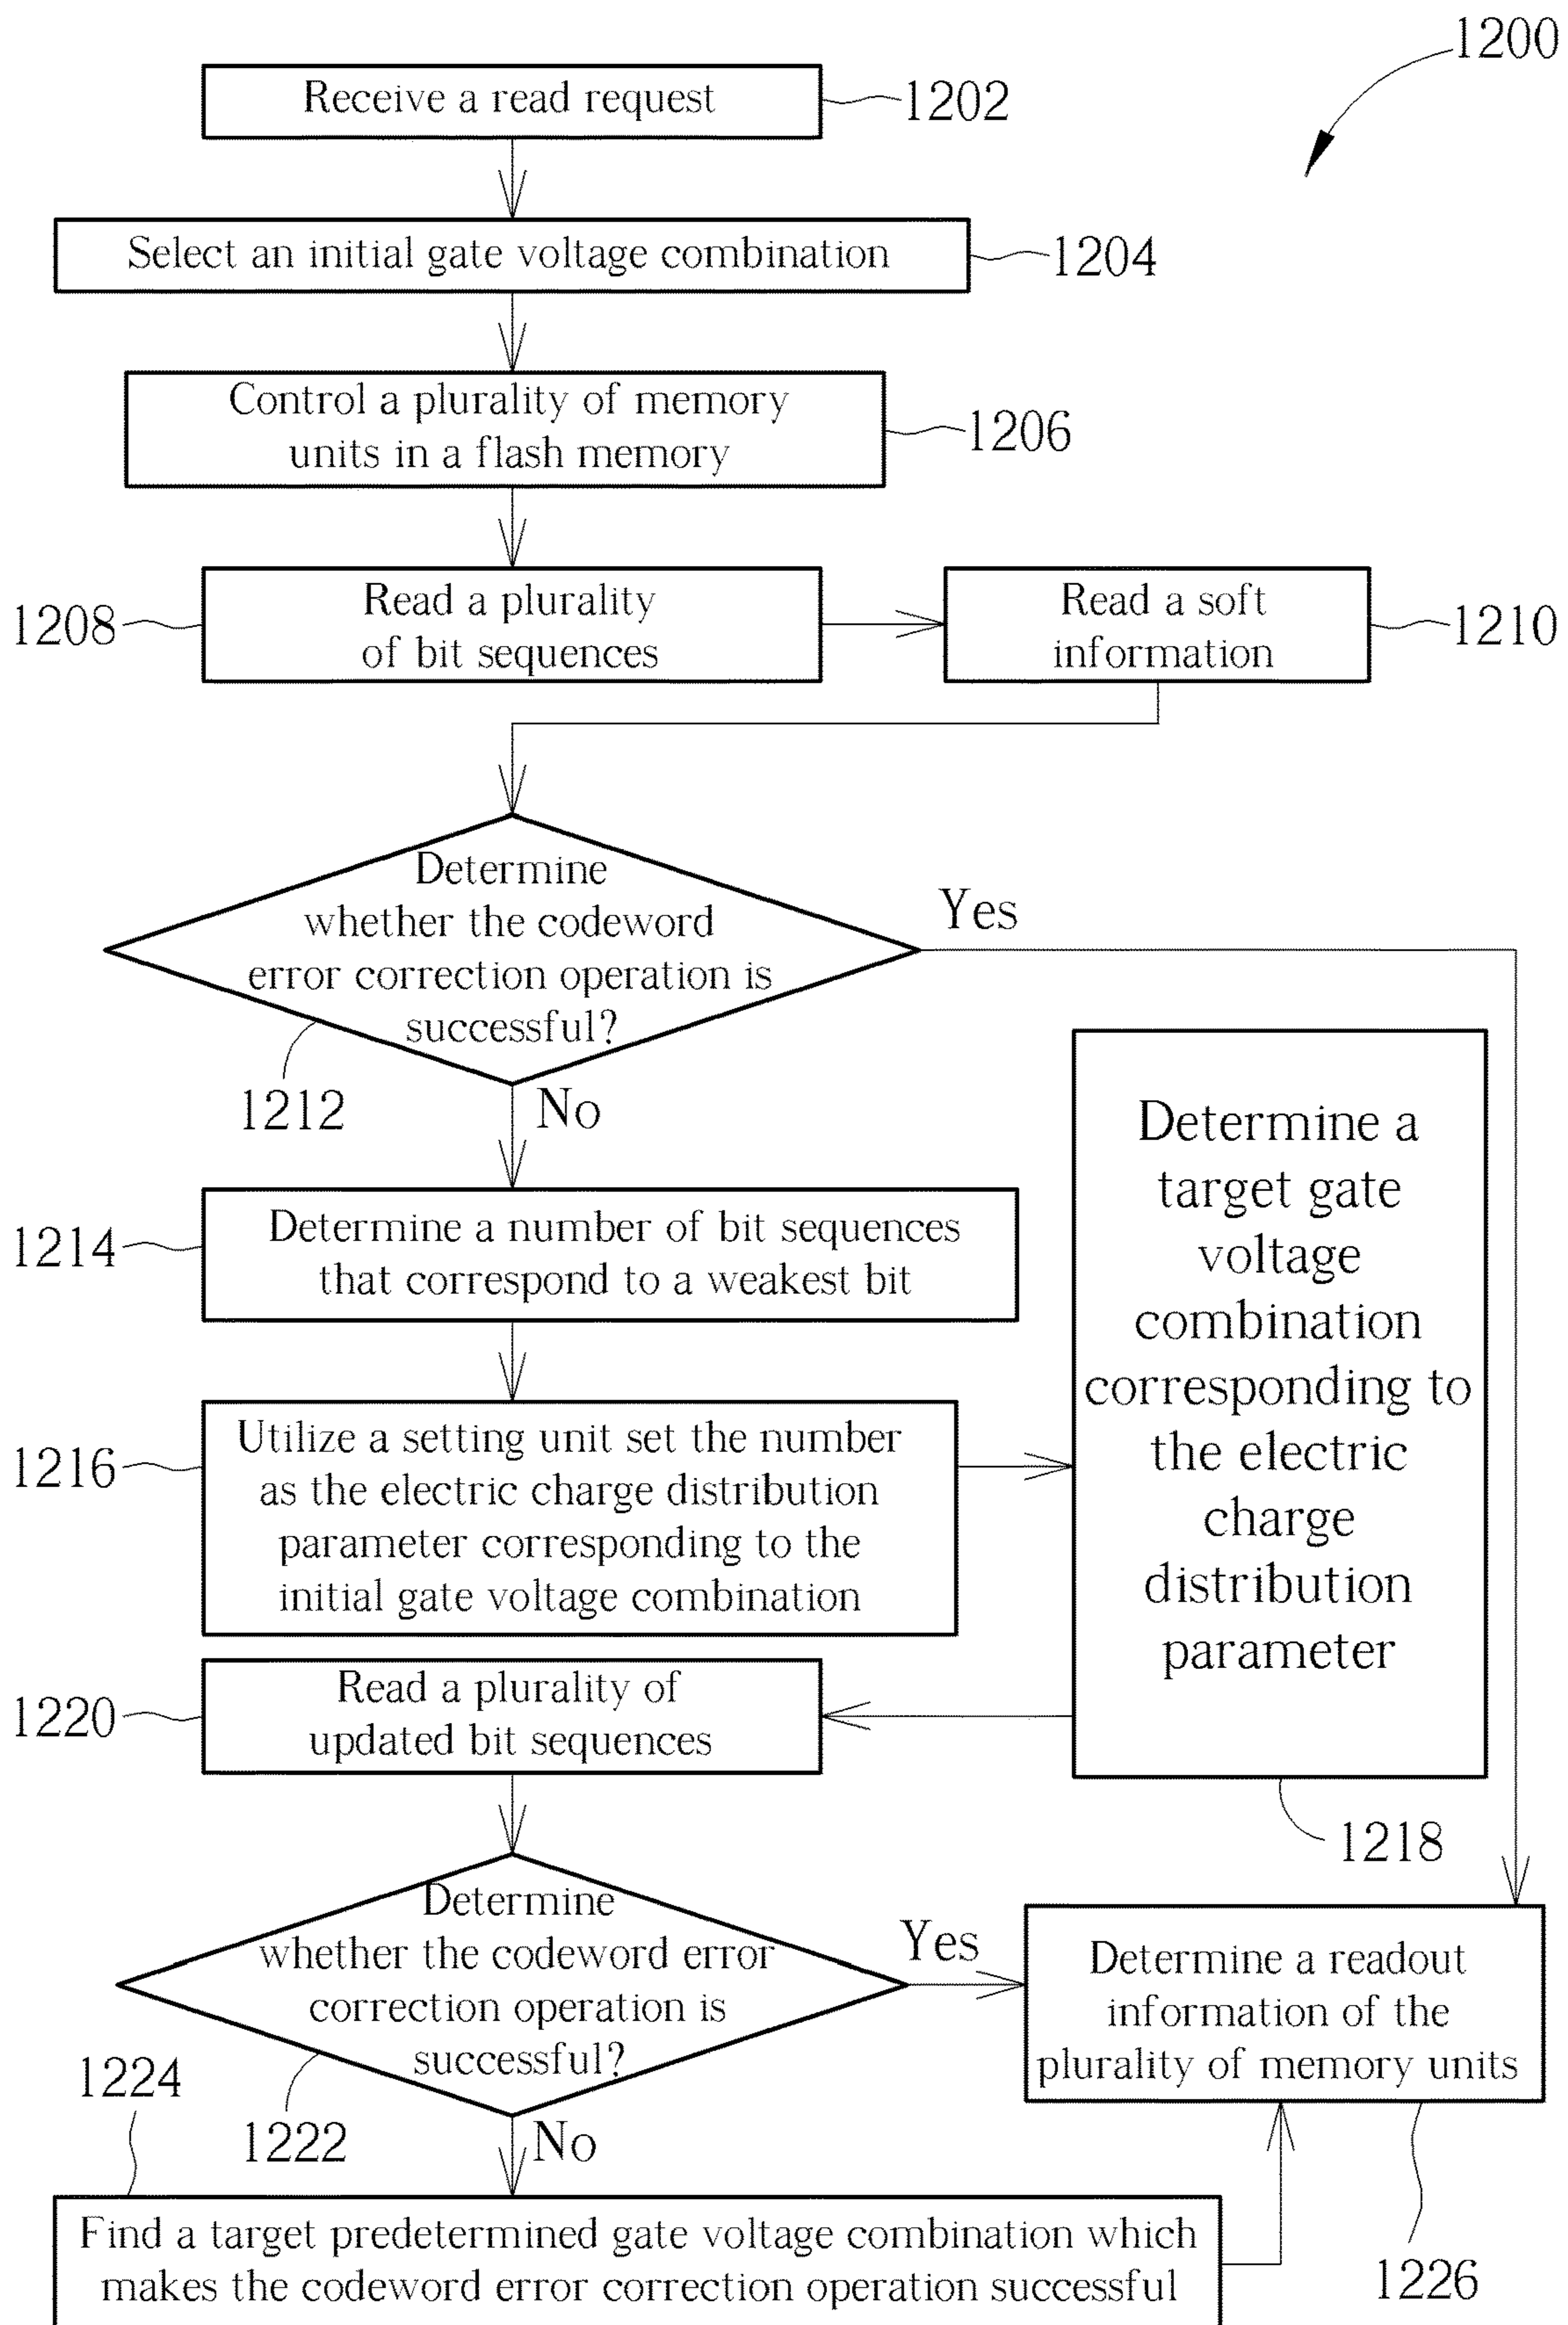 1200
Receive a read request
1202
Select an initial gate voltage combination
1204
Control a plurality of memory
units in a flash memory
1206
1208
Read a plurality
of bit sequences
Read a soft
information
1210
Determine
whether the codeword
error correction operation is
successful?
Yes
1212
No
1214
Determine a number of bit sequences
that correspond to a weakest bit
1216
Utilize a setting unit set the number
as the electric charge distribution
parameter corresponding to the
initial gate voltage combination
Determine a
target gate
voltage
combination
corresponding to
the electric
charge
distribution
parameter
1218
1220
Read a plurality of
updated bit sequences
Determine
whether the codeword error
correction operation is
successful?
Yes
1222
No
1224
Find a target predetermined gate voltage combination which
makes the codeword error correction operation successful
Determine a readout
information of the
plurality of memory units
1226